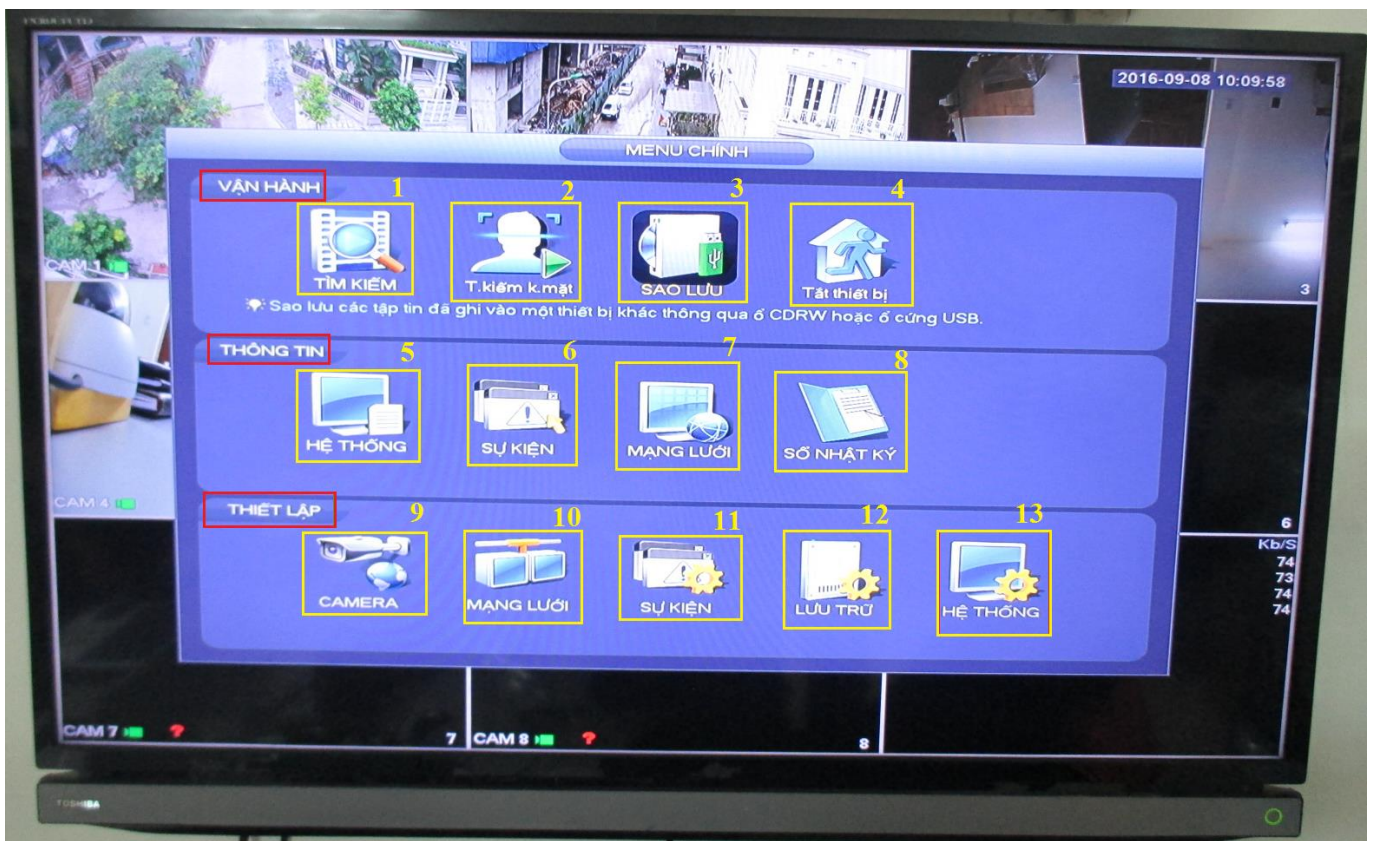 2016-09-08 10:09:58
MENU CHÍNH
VẬN HÀNH
1
2
3
4
TÌM KIẾM
T.kiếm k.mặt
SAO LƯU
Tắt thiết bị
Sao lưu các tập tin đã ghi vào một thiết bị khác thông qua ổ CDRW hoặc ổ cứng USB.
CAM 1
3
THÔNG TIN
5
6
7
8
HỆ THỐNG
SỰ KIỆN
MẠNG LƯỚI
SỔ NHẬT KÝ
CAM 4
6
THIẾT LẬP
9
10
11
12
13
CAMERA
MẠNG LƯỚI
SỰ KIỆN
LƯU TRỮ
HỆ THỐNG
Kb/S
74
73
74
74
CAM 7 ?
7
CAM 8 ?
8
TOSHIBA